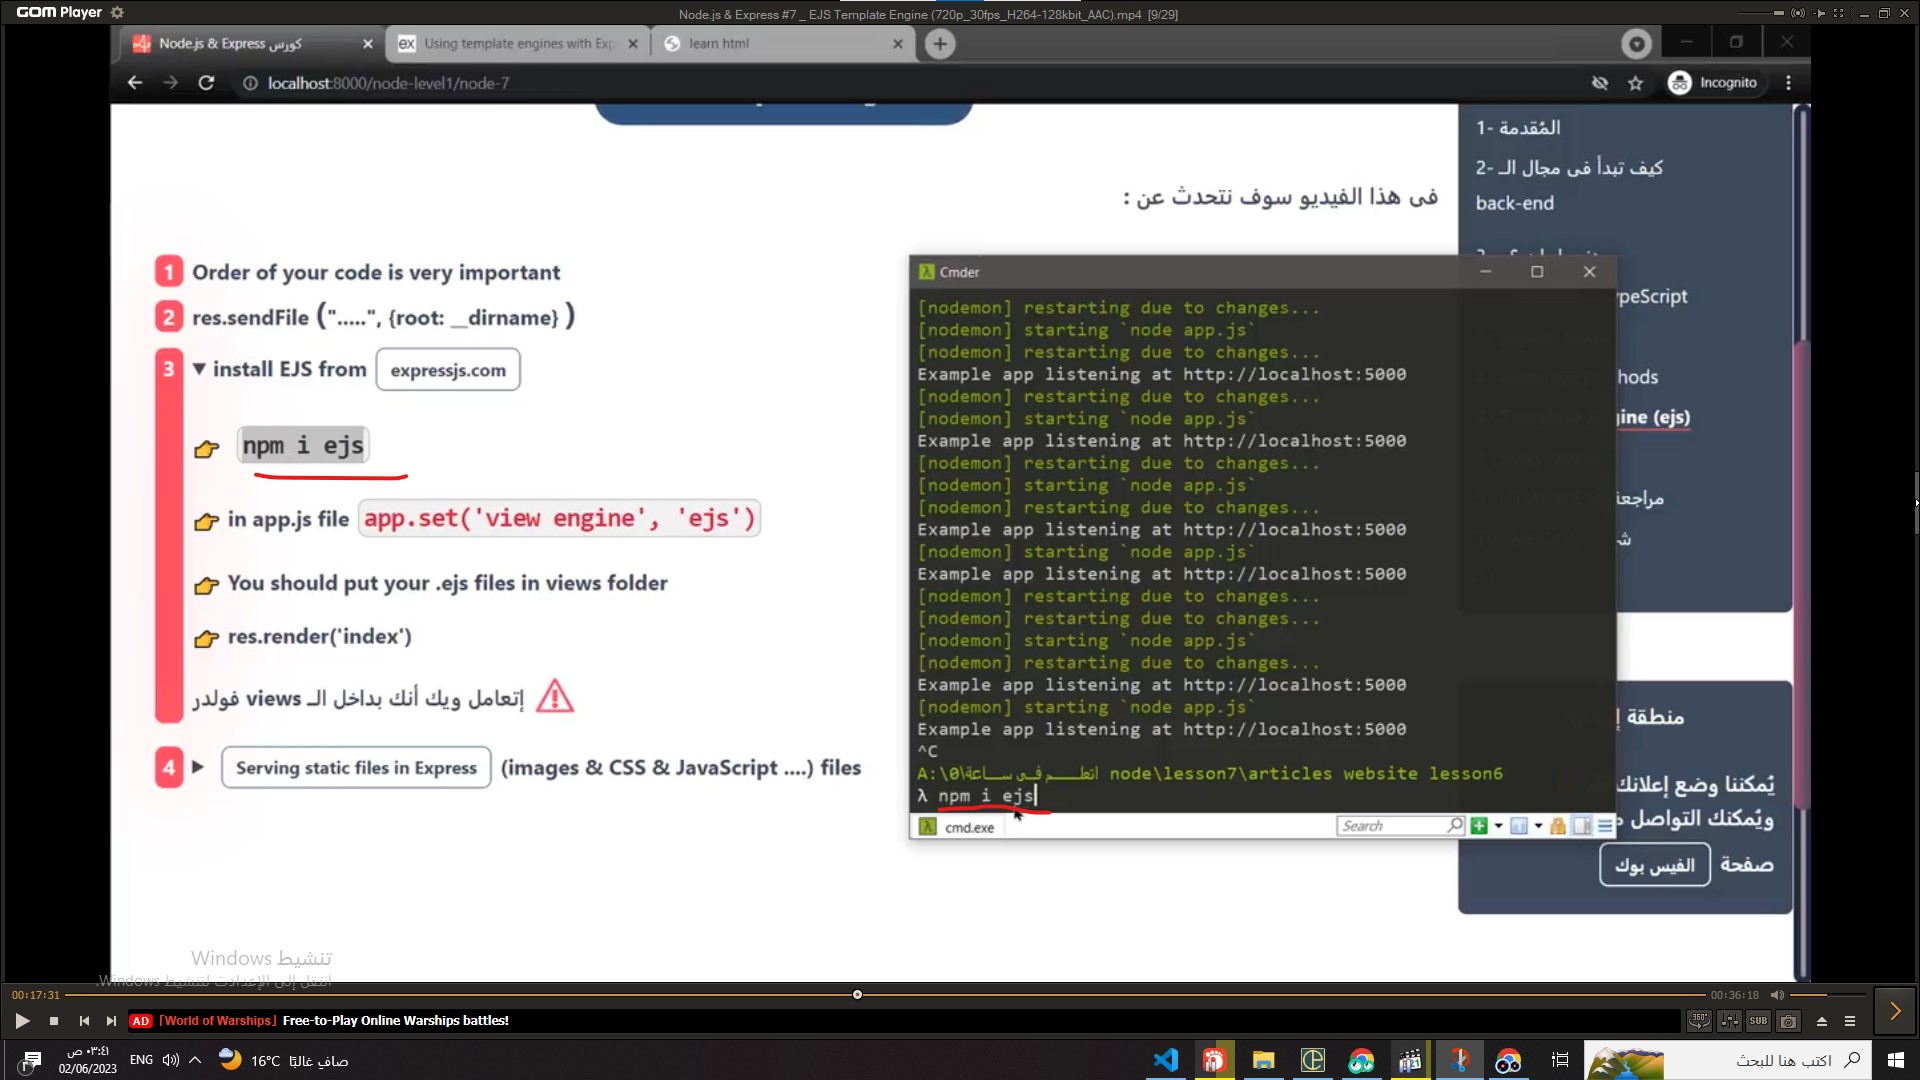 GOM Player
Node.js & Express #7 _ EJS Template Engine (720p_30fps_H264-128kbit_AAC).mp4 [9/29]
Node.js & Express كورس
Using template engines with Exp
learn html
localhost:8000/node-level1/node-7
Incognito
فى هذا الفيديو سوف نتحدث عن :
1 Order of your code is very important
2 res.sendFile (".....", {root: __dirname} )
3 ▼ install EJS from expressjs.com
npm i ejs
in app.js file app.set('view engine', 'ejs')
You should put your .ejs files in views folder
res.render('index')
إتعامل ويك أنك بداخل الـ views فولدر
4 ▶ Serving static files in Express (images & CSS & JavaScript ....) files
1- المُقدمة
2- كيف تبدأ فى مجال الـ
back-end
peScript
hods
gine (ejs)
مراجعة
منطقة
يُمكننا وضع إعلانك
ويُمكنك التواصل
صفحة الفيس بوك
Cmder
[nodemon] restarting due to changes...
[nodemon] starting `node app.js`
[nodemon] restarting due to changes...
Example app listening at http://localhost:5000
[nodemon] restarting due to changes...
[nodemon] starting `node app.js`
Example app listening at http://localhost:5000
[nodemon] restarting due to changes...
[nodemon] starting `node app.js`
[nodemon] restarting due to changes...
Example app listening at http://localhost:5000
[nodemon] starting `node app.js`
Example app listening at http://localhost:5000
[nodemon] restarting due to changes...
[nodemon] restarting due to changes...
[nodemon] starting `node app.js`
[nodemon] restarting due to changes...
Example app listening at http://localhost:5000
[nodemon] starting `node app.js`
Example app listening at http://localhost:5000
^C
A:\0\اتعلـــم فـى ســاعة node\lesson7\articles website lesson6
λ npm i ejs
cmd.exe
Search
تنشيط Windows
انتقل إلى الإعدادات لتنشيط Windows.
00:17:31
00:36:18
AD [World of Warships] Free-to-Play Online Warships battles!
360°
SUB
٠٣:٤١ ص
02/06/2023
ENG
16°C صافٍ غالبًا
اكتب هنا للبحث